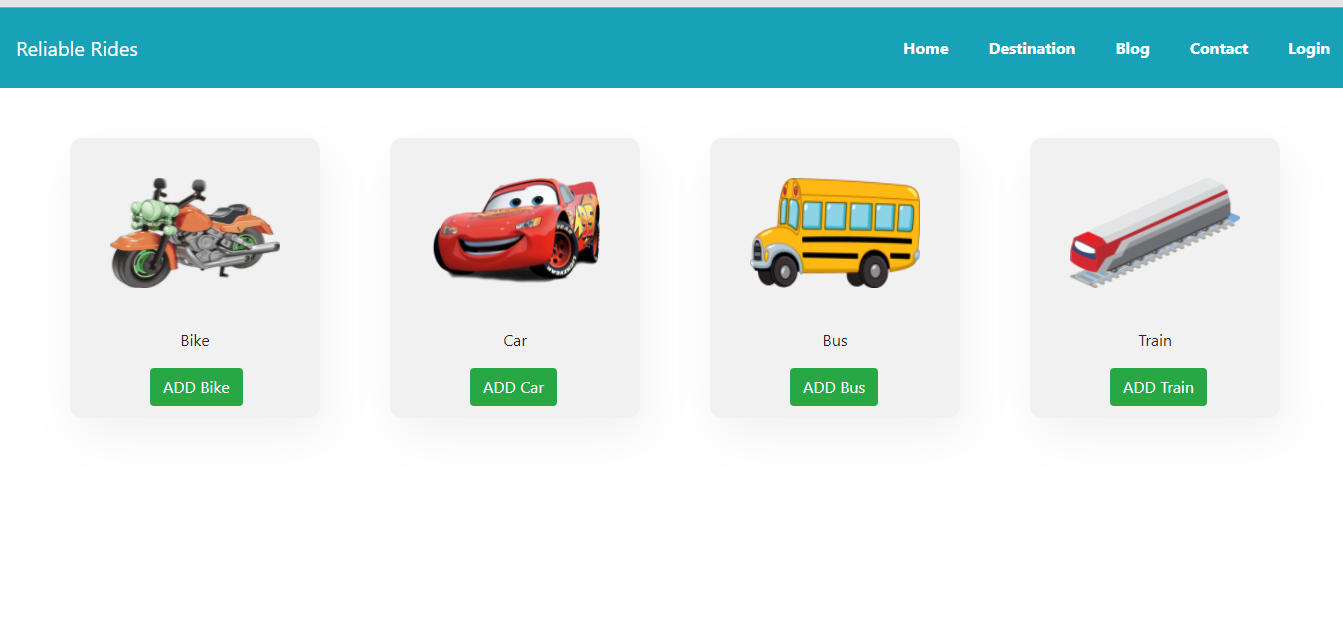 Reliable Rides
Home Destination Blog Contact Login
Bike Car Bus Train
ADD Bike ADD Car ADD Bus ADD Train